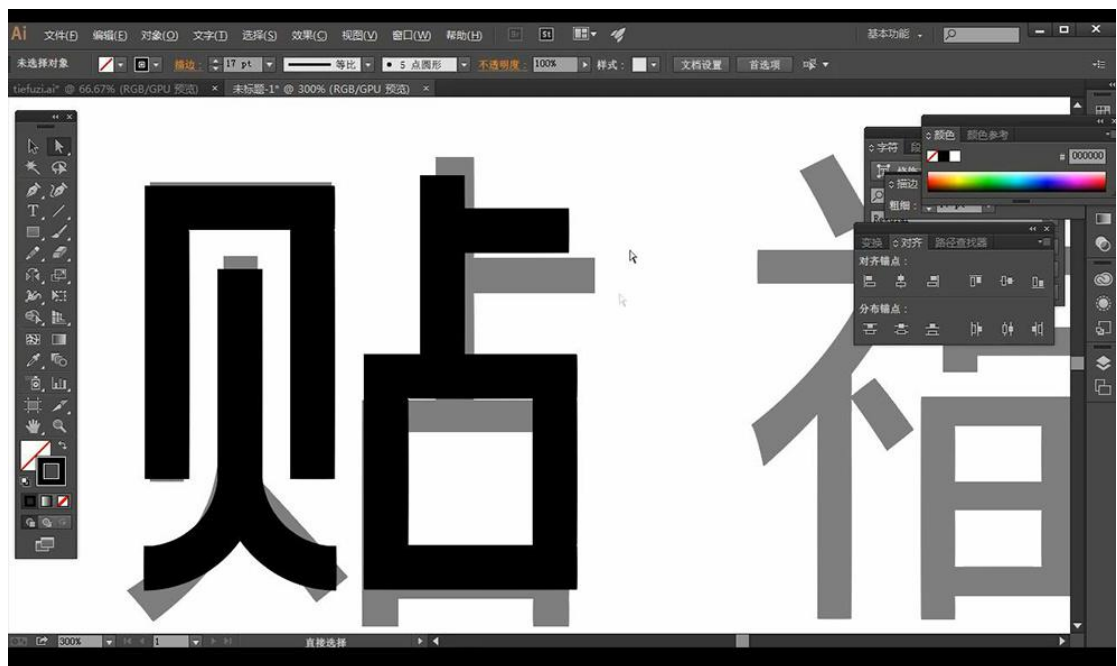 Ai 文件(F) 编辑(E) 对象(O) 文字(T) 选择(S) 效果(C) 视图(V) 窗口(W) 帮助(H) Br St 基本功能
未选择对象 描边: 17 pt 等比 5 点圆形 不透明度: 100% 样式: 文档设置 首选项
tiefuzi.ai* @ 66.67% (RGB/GPU 预览) × 未标题-1* @ 300% (RGB/GPU 预览) ×
颜色 颜色参考
字符 段
# 000000
描边
粗细:
变换 对齐 路径查找器
对齐锚点:
分布锚点:
贴
300% 1 直接选择